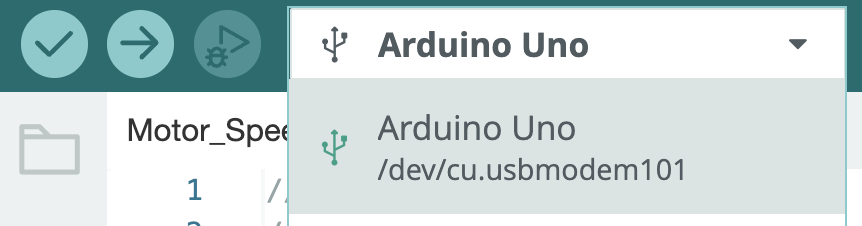 Arduino Uno
Arduino Uno
/dev/cu.usbmodem101
Motor_Spee
1 //